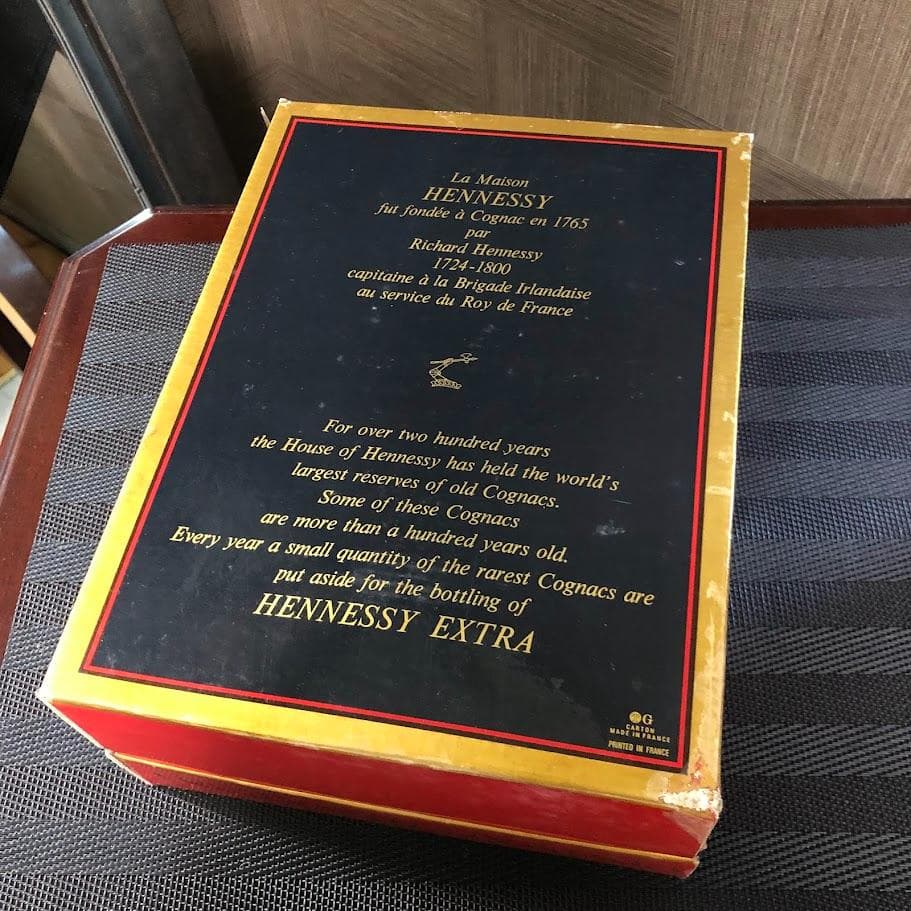 La Maison
HENNESSY
fut fondée à Cognac en 1765
par
Richard Hennessy
1724-1800
capitaine à la Brigade Irlandaise
au service du Roy de France
For over two hundred years
the House of Hennessy has held the world's
largest reserves of old Cognacs.
Some of these Cognacs
are more than a hundred years old.
Every year a small quantity of the rarest Cognacs are
put aside for the bottling of
HENNESSY EXTRA
G
CARTON
MADE IN FRANCE
PRINTED IN FRANCE